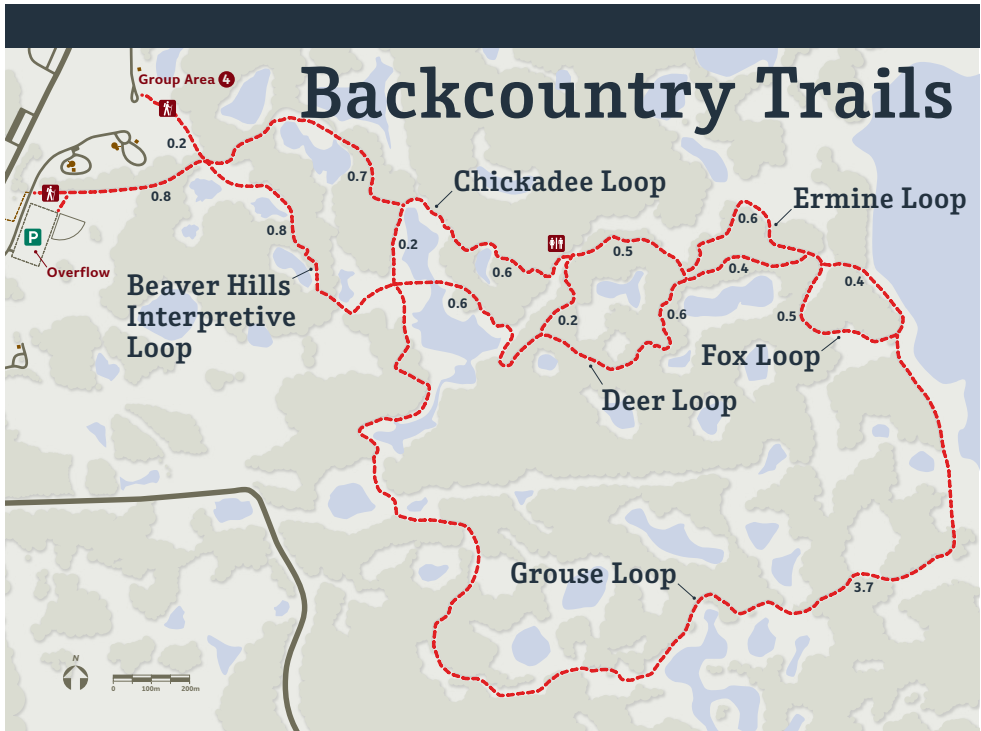 Backcountry Trails
Group Area 4
0.2
0.8
P
Overflow
0.7
0.8
Beaver Hills
Interpretive
Loop
Chickadee Loop
0.2
0.6
0.6
0.5
0.2
0.6
Deer Loop
Ermine Loop
0.6
0.4
0.4
0.5
Fox Loop
Grouse Loop
3.7
N
0
100m
200m